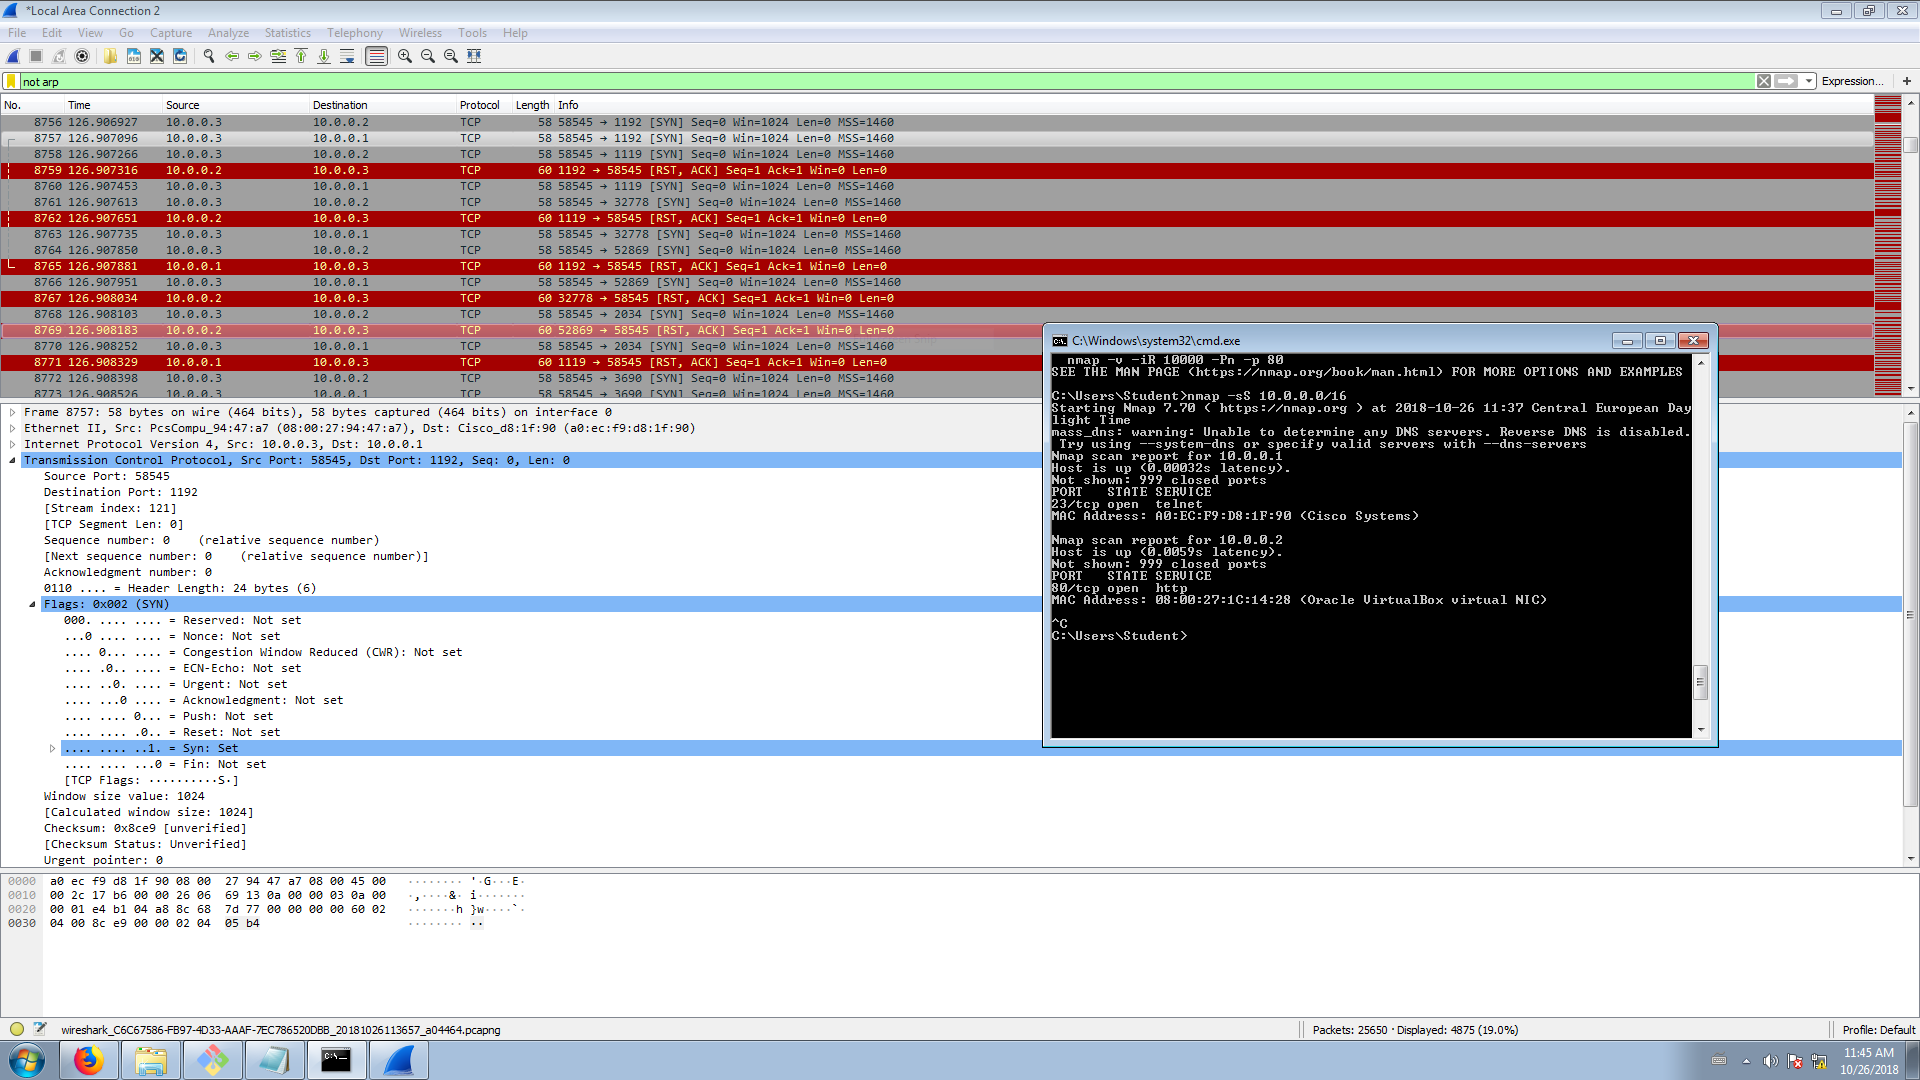 *Local Area Connection 2
File Edit View Go Capture Analyze Statistics Telephony Wireless Tools Help
not arp
Expression... +
No. Time Source Destination Protocol Length Info
8756 126.906927 10.0.0.3 10.0.0.2 TCP 58 58545 → 1192 [SYN] Seq=0 Win=1024 Len=0 MSS=1460
8757 126.907096 10.0.0.3 10.0.0.1 TCP 58 58545 → 1192 [SYN] Seq=0 Win=1024 Len=0 MSS=1460
8758 126.907266 10.0.0.3 10.0.0.2 TCP 58 58545 → 1119 [SYN] Seq=0 Win=1024 Len=0 MSS=1460
8759 126.907316 10.0.0.2 10.0.0.3 TCP 60 1192 → 58545 [RST, ACK] Seq=1 Ack=1 Win=0 Len=0
8760 126.907453 10.0.0.3 10.0.0.1 TCP 58 58545 → 1119 [SYN] Seq=0 Win=1024 Len=0 MSS=1460
8761 126.907613 10.0.0.3 10.0.0.2 TCP 58 58545 → 32778 [SYN] Seq=0 Win=1024 Len=0 MSS=1460
8762 126.907651 10.0.0.2 10.0.0.3 TCP 60 1119 → 58545 [RST, ACK] Seq=1 Ack=1 Win=0 Len=0
8763 126.907735 10.0.0.3 10.0.0.1 TCP 58 58545 → 32778 [SYN] Seq=0 Win=1024 Len=0 MSS=1460
8764 126.907850 10.0.0.3 10.0.0.2 TCP 58 58545 → 52869 [SYN] Seq=0 Win=1024 Len=0 MSS=1460
8765 126.907881 10.0.0.1 10.0.0.3 TCP 60 1192 → 58545 [RST, ACK] Seq=1 Ack=1 Win=0 Len=0
8766 126.907951 10.0.0.3 10.0.0.1 TCP 58 58545 → 52869 [SYN] Seq=0 Win=1024 Len=0 MSS=1460
8767 126.908034 10.0.0.2 10.0.0.3 TCP 60 32778 → 58545 [RST, ACK] Seq=1 Ack=1 Win=0 Len=0
8768 126.908103 10.0.0.3 10.0.0.2 TCP 58 58545 → 2034 [SYN] Seq=0 Win=1024 Len=0 MSS=1460
8769 126.908183 10.0.0.2 10.0.0.3 TCP 60 52869 → 58545 [RST, ACK] Seq=1 Ack=1 Win=0 Len=0
8770 126.908252 10.0.0.3 10.0.0.1 TCP 58 58545 → 2034 [SYN] Seq=0 Win=1024 Len=0 MSS=1460
8771 126.908329 10.0.0.1 10.0.0.3 TCP 60 1119 → 58545 [RST, ACK] Seq=1 Ack=1 Win=0 Len=0
8772 126.908398 10.0.0.3 10.0.0.2 TCP 58 58545 → 3690 [SYN] Seq=0 Win=1024 Len=0 MSS=1460
8773 126.908526 10.0.0.3 10.0.0.1 TCP 58 58545 → 3690 [SYN] Seq=0 Win=1024 Len=0 MSS=1460
Frame 8757: 58 bytes on wire (464 bits), 58 bytes captured (464 bits) on interface 0
Ethernet II, Src: PcsCompu_94:47:a7 (08:00:27:94:47:a7), Dst: Cisco_d8:1f:90 (a0:ec:f9:d8:1f:90)
Internet Protocol Version 4, Src: 10.0.0.3, Dst: 10.0.0.1
Transmission Control Protocol, Src Port: 58545, Dst Port: 1192, Seq: 0, Len: 0
Source Port: 58545
Destination Port: 1192
[Stream index: 121]
[TCP Segment Len: 0]
Sequence number: 0 (relative sequence number)
[Next sequence number: 0 (relative sequence number)]
Acknowledgment number: 0
0110 .... = Header Length: 24 bytes (6)
Flags: 0x002 (SYN)
000. .... .... = Reserved: Not set
...0 .... .... = Nonce: Not set
.... 0... .... = Congestion Window Reduced (CWR): Not set
.... .0.. .... = ECN-Echo: Not set
.... ..0. .... = Urgent: Not set
.... ...0 .... = Acknowledgment: Not set
.... .... 0... = Push: Not set
.... .... .0.. = Reset: Not set
.... .... ..1. = Syn: Set
.... .... ...0 = Fin: Not set
[TCP Flags: ··········S·]
Window size value: 1024
[Calculated window size: 1024]
Checksum: 0x8ce9 [unverified]
[Checksum Status: Unverified]
Urgent pointer: 0
0000 a0 ec f9 d8 1f 90 08 00 27 94 47 a7 08 00 45 00 ········ '·G···E·
0010 00 2c 17 b6 00 00 26 06 69 13 0a 00 00 03 0a 00 ·,····&· i·······
0020 00 01 e4 b1 04 a8 8c 68 7d 77 00 00 00 00 60 02 ·······h }w····`·
0030 04 00 8c e9 00 00 02 04 05 b4 ········ ··
C:\Windows\system32\cmd.exe
nmap -v -iR 10000 -Pn -p 80
SEE THE MAN PAGE (https://nmap.org/book/man.html) FOR MORE OPTIONS AND EXAMPLES
C:\Users\Student>nmap -sS 10.0.0.0/16
Starting Nmap 7.70 ( https://nmap.org ) at 2018-10-26 11:37 Central European Day
light Time
mass_dns: warning: Unable to determine any DNS servers. Reverse DNS is disabled.
Try using --system-dns or specify valid servers with --dns-servers
Nmap scan report for 10.0.0.1
Host is up (0.00032s latency).
Not shown: 999 closed ports
PORT STATE SERVICE
23/tcp open telnet
MAC Address: A0:EC:F9:D8:1F:90 (Cisco Systems)
Nmap scan report for 10.0.0.2
Host is up (0.0059s latency).
Not shown: 999 closed ports
PORT STATE SERVICE
80/tcp open http
MAC Address: 08:00:27:1C:14:28 (Oracle VirtualBox virtual NIC)
^C
C:\Users\Student>
wireshark_C6C67586-FB97-4D33-AAAF-7EC786520DBB_20181026113657_a04464.pcapng
Packets: 25650 · Displayed: 4875 (19.0%)
Profile: Default
11:45 AM
10/26/2018